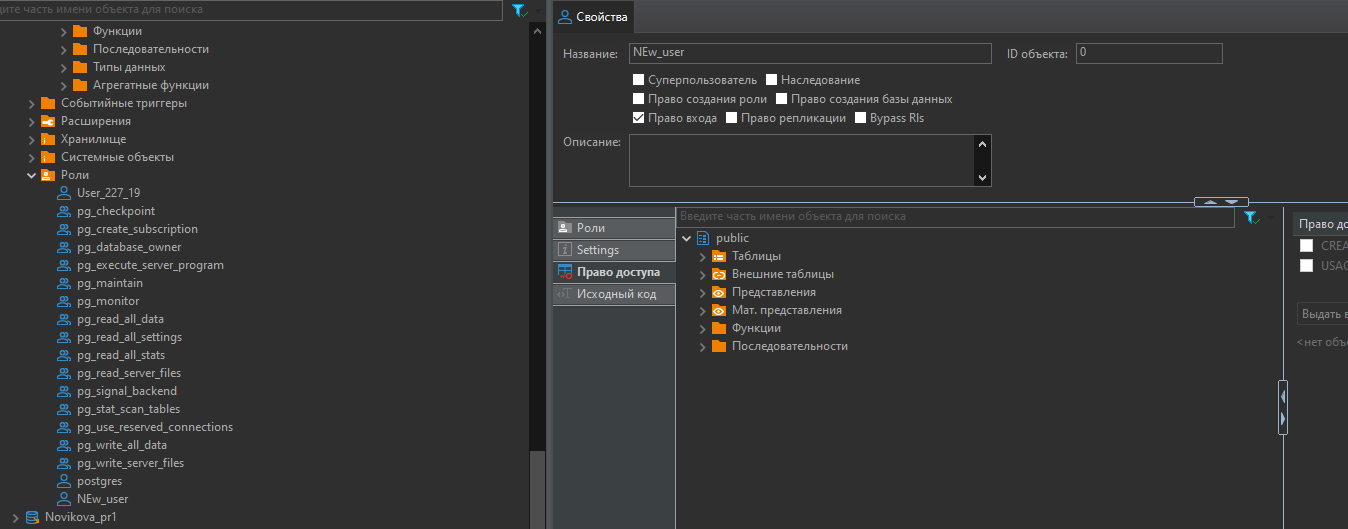 дите часть имени объекта для поиска
Функции
Последовательности
Типы данных
Агрегатные функции
Событийные триггеры
Расширения
Хранилище
Системные объекты
Роли
User_227_19
pg_checkpoint
pg_create_subscription
pg_database_owner
pg_execute_server_program
pg_maintain
pg_monitor
pg_read_all_data
pg_read_all_settings
pg_read_all_stats
pg_read_server_files
pg_signal_backend
pg_stat_scan_tables
pg_use_reserved_connections
pg_write_all_data
pg_write_server_files
postgres
NEw_user
Novikova_pr1
Свойства
Название: NEw_user ID объекта: 0
Суперпользователь Наследование
Право создания роли Право создания базы данных
Право входа Право репликации Bypass Rls
Описание:
Роли
Settings
Право доступа
Исходный код
Введите часть имени объекта для поиска
public
Таблицы
Внешние таблицы
Представления
Мат. представления
Функции
Последовательности
Право до
CREA
USAG
Выдать в
<нет объе